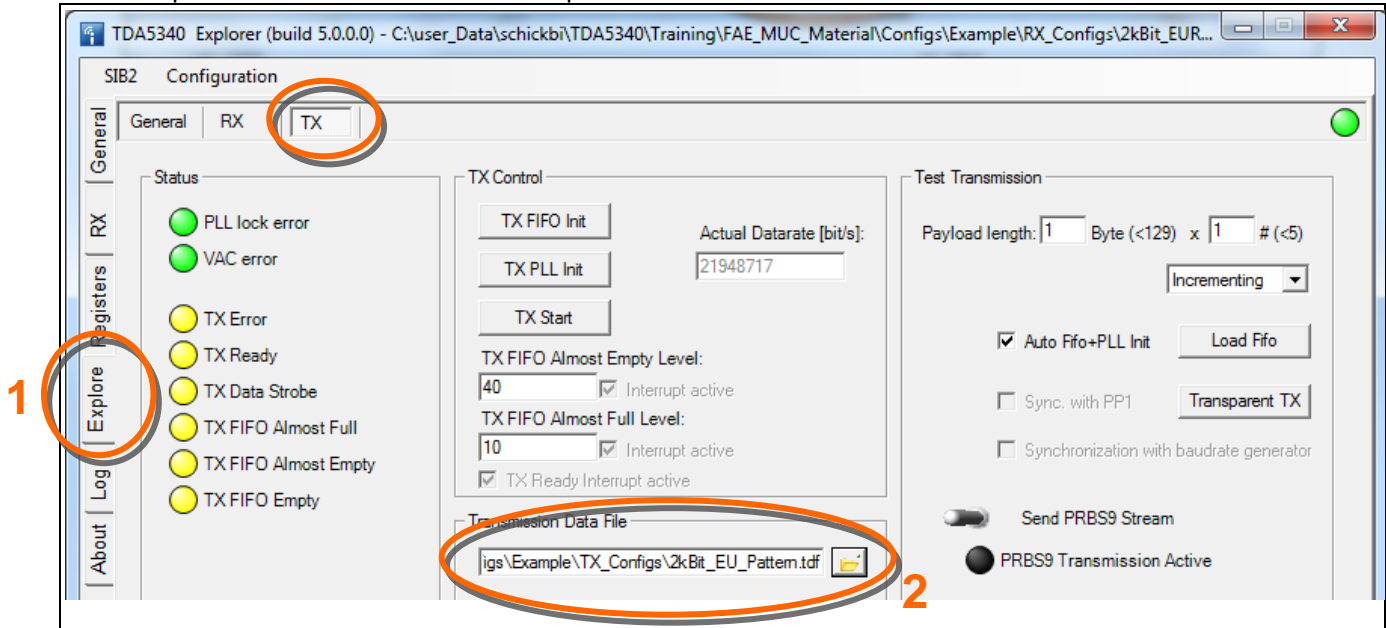 TDA5340 Explorer (build 5.0.0.0) - C:\user_Data\schickbi\TDA5340\Training\FAE_MUC_Material\Configs\Example\RX_Configs\2kBit_EUR...
SIB2 Configuration
General RX TX
General
RX
Registers
Explore
Log
About
1
Status
PLL lock error
VAC error
TX Error
TX Ready
TX Data Strobe
TX FIFO Almost Full
TX FIFO Almost Empty
TX FIFO Empty
TX Control
TX FIFO Init
TX PLL Init
TX Start
Actual Datarate [bit/s]:
21948717
TX FIFO Almost Empty Level:
40 Interrupt active
TX FIFO Almost Full Level:
10 Interrupt active
TX Ready Interrupt active
Transmission Data File
igs\Example\TX_Configs\2kBit_EU_Pattern.tdf
2
Test Transmission
Payload length: 1 Byte (<129) x 1 # (<5)
Incrementing
Auto Fifo+PLL Init Load Fifo
Sync. with PP1 Transparent TX
Synchronization with baudrate generator
Send PRBS9 Stream
PRBS9 Transmission Active